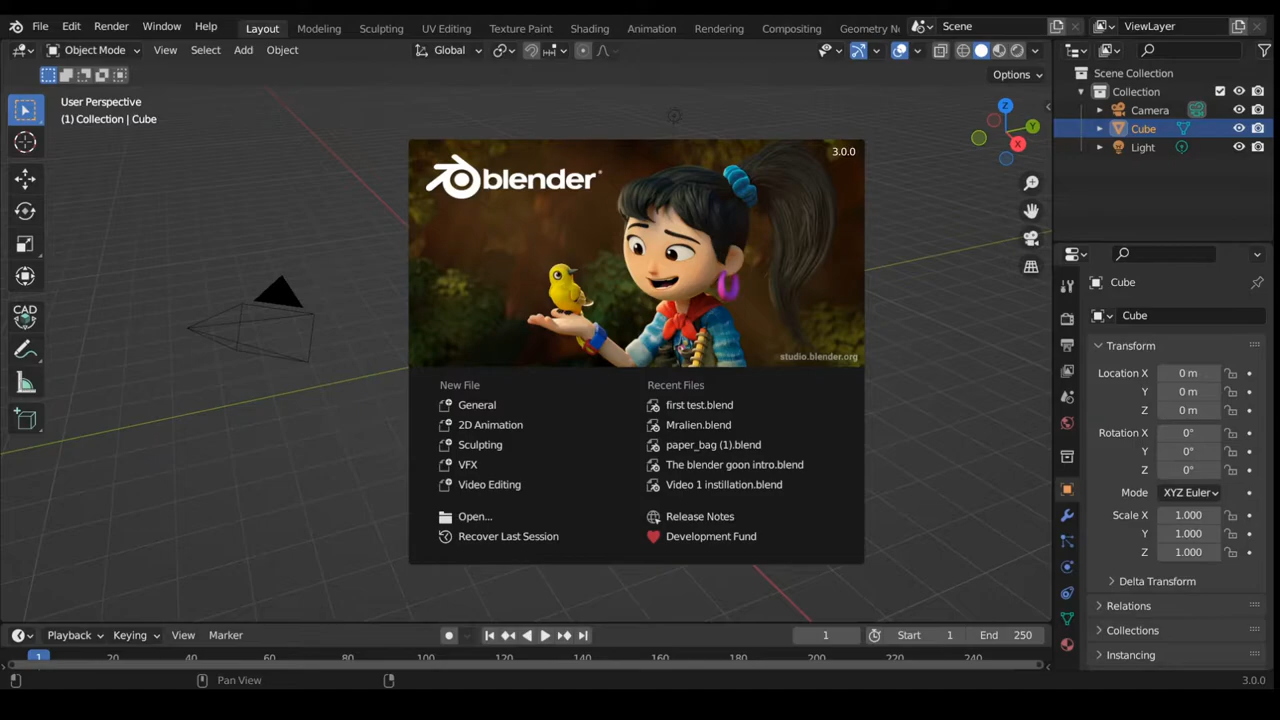 File Edit Render Window Help Layout Modeling Sculpting UV Editing Texture Paint Shading Animation Rendering Compositing Geometry N Scene ViewLayer
Object Mode View Select Add Object Global
Options
User Perspective
(1) Collection | Cube
Z
Y
X
CAD
Scene Collection
Collection
Camera
Cube
Light
3.0.0
blender
studio.blender.org
New File
General
2D Animation
Sculpting
VFX
Video Editing
Open...
Recover Last Session
Recent Files
first test.blend
Mralien.blend
paper_bag (1).blend
The blender goon intro.blend
Video 1 instillation.blend
Release Notes
Development Fund
Cube
Cube
Transform
Location X 0 m
Y 0 m
Z 0 m
Rotation X 0°
Y 0°
Z 0°
Mode XYZ Euler
Scale X 1.000
Y 1.000
Z 1.000
Delta Transform
Relations
Collections
Instancing
Playback Keying View Marker 1 Start 1 End 250
1 20 40 60 80 100 120 140 160 180 200 220 240
Pan View 3.0.0